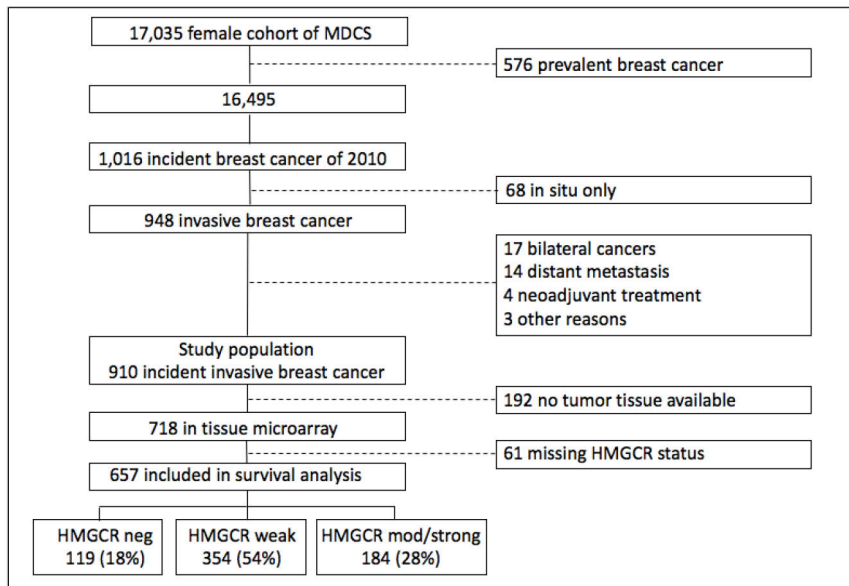 17,035 female cohort of MDCS
576 prevalent breast cancer
16,495
1,016 incident breast cancer of 2010
68 in situ only
948 invasive breast cancer
17 bilateral cancers
14 distant metastasis
4 neoadjuvant treatment
3 other reasons
Study population
910 incident invasive breast cancer
192 no tumor tissue available
718 in tissue microarray
61 missing HMGCR status
657 included in survival analysis
HMGCR neg
119 (18%)
HMGCR weak
354 (54%)
HMGCR mod/strong
184 (28%)